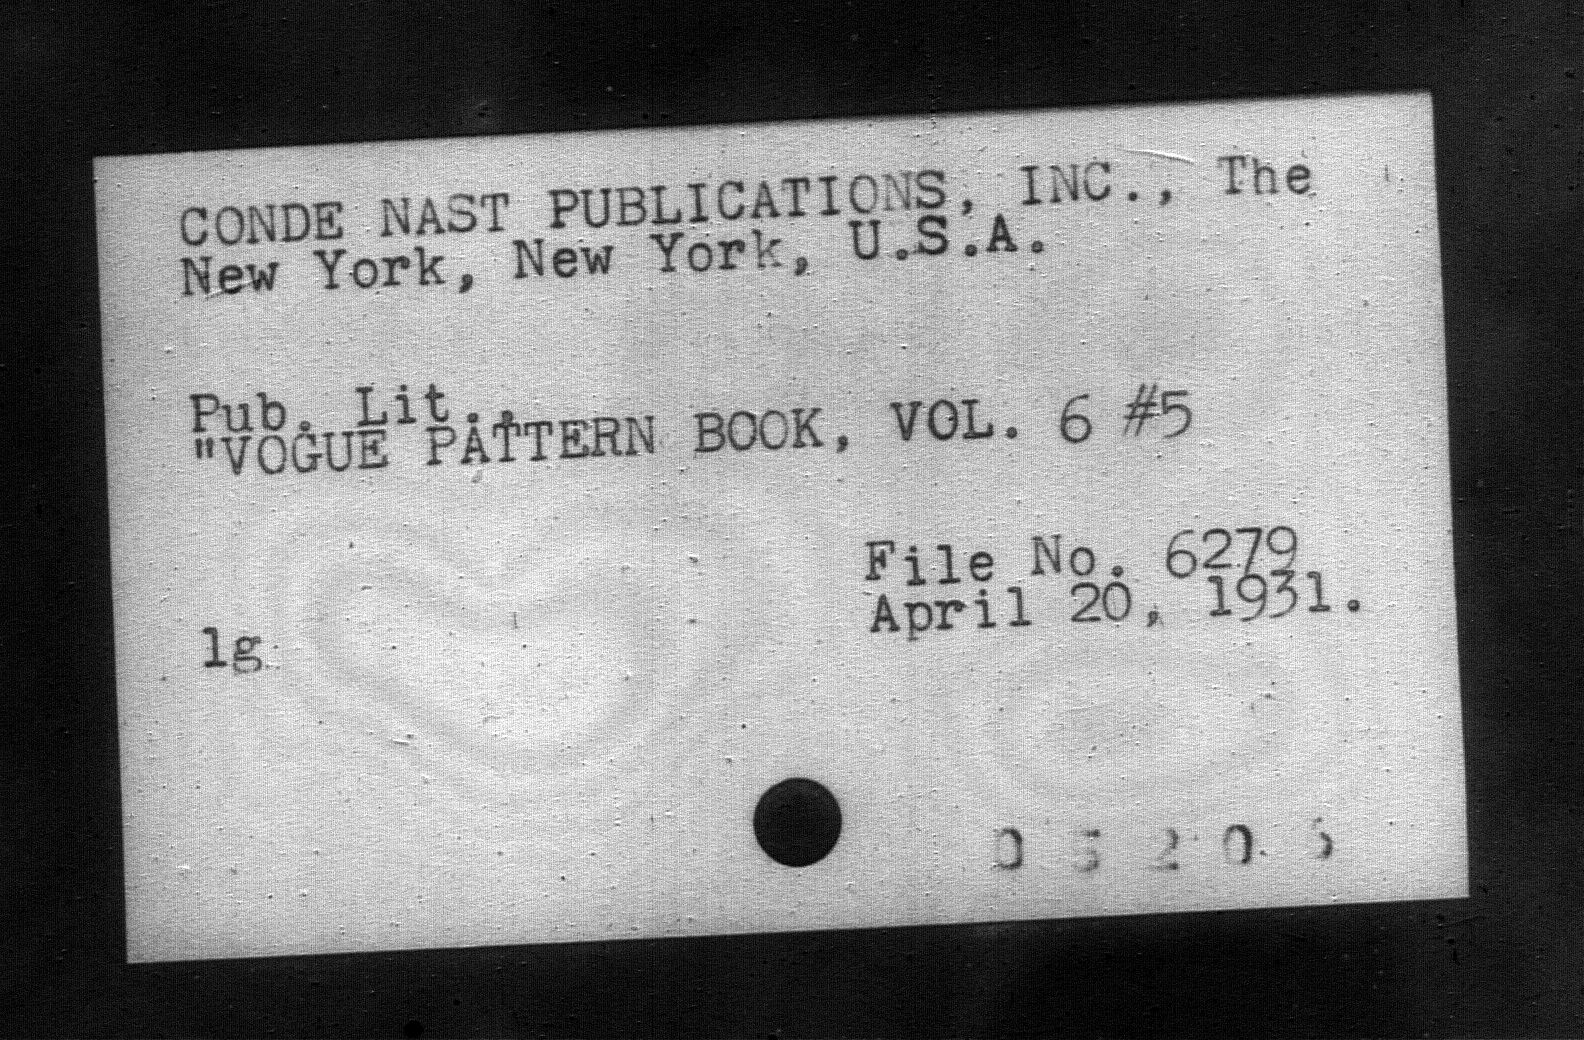 CONDE NAST PUBLICATIONS, INC., The
New York, New York, U.S.A.
Pub. Lit..
"VOGUE PATTERN BOOK, VOL. 6 #5
File No. 6279
April 20, 1931.
lg